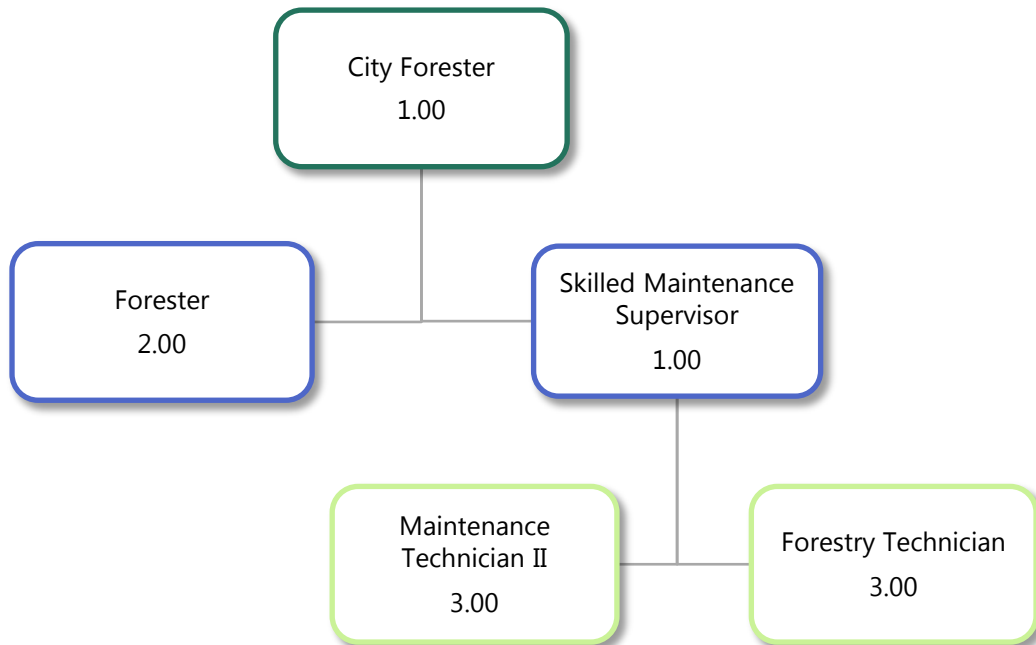 City Forester
1.00
Forester
2.00
Skilled Maintenance
Supervisor
1.00
Maintenance
Technician II
3.00
Forestry Technician
3.00